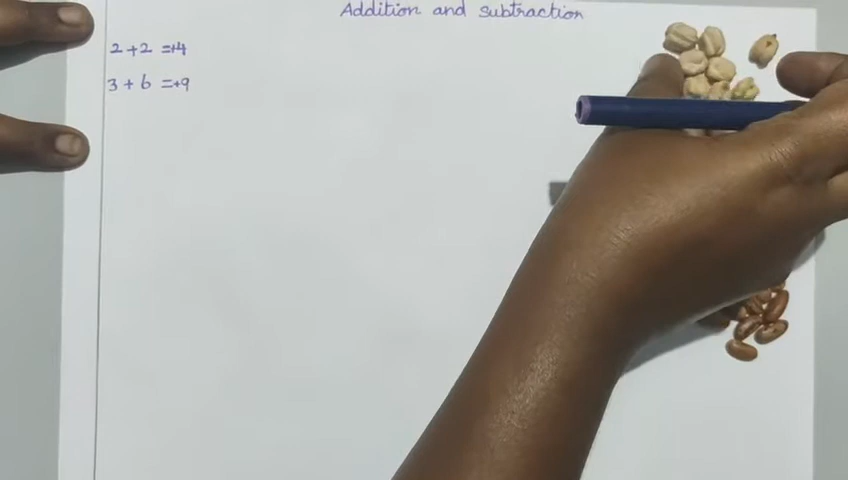 Addition and subtraction
2 + 2 = +4
3 + 6 = +9